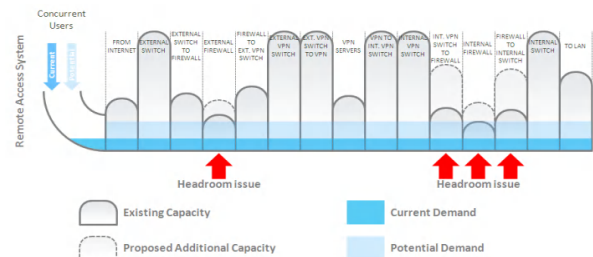 Concurrent
Users
Remote Access System
Current
Potential
FROM
INTERNET
EXTERNAL
SWITCH
EXTERNAL
SWITCH
TO
FIREWALL
EXTERNAL
FIREWALL
FIREWALL
TO
EXT. VPN
SWITCH
EXTERNAL
VPN
SWITCH
EXT. VPN
SWITCH
TO VPN
VPN
SERVERS
VPN TO
INT. VPN
SWITCH
INTERNAL
VPN
SWITCH
INT. VPN
SWITCH
TO
FIREWALL
INTERNAL
FIREWALL
FIREWALL
TO
INTERNAL
SWITCH
INTERNAL
SWITCH
TO LAN
Headroom issue
Headroom issue
Existing Capacity
Current Demand
Proposed Additional Capacity
Potential Demand